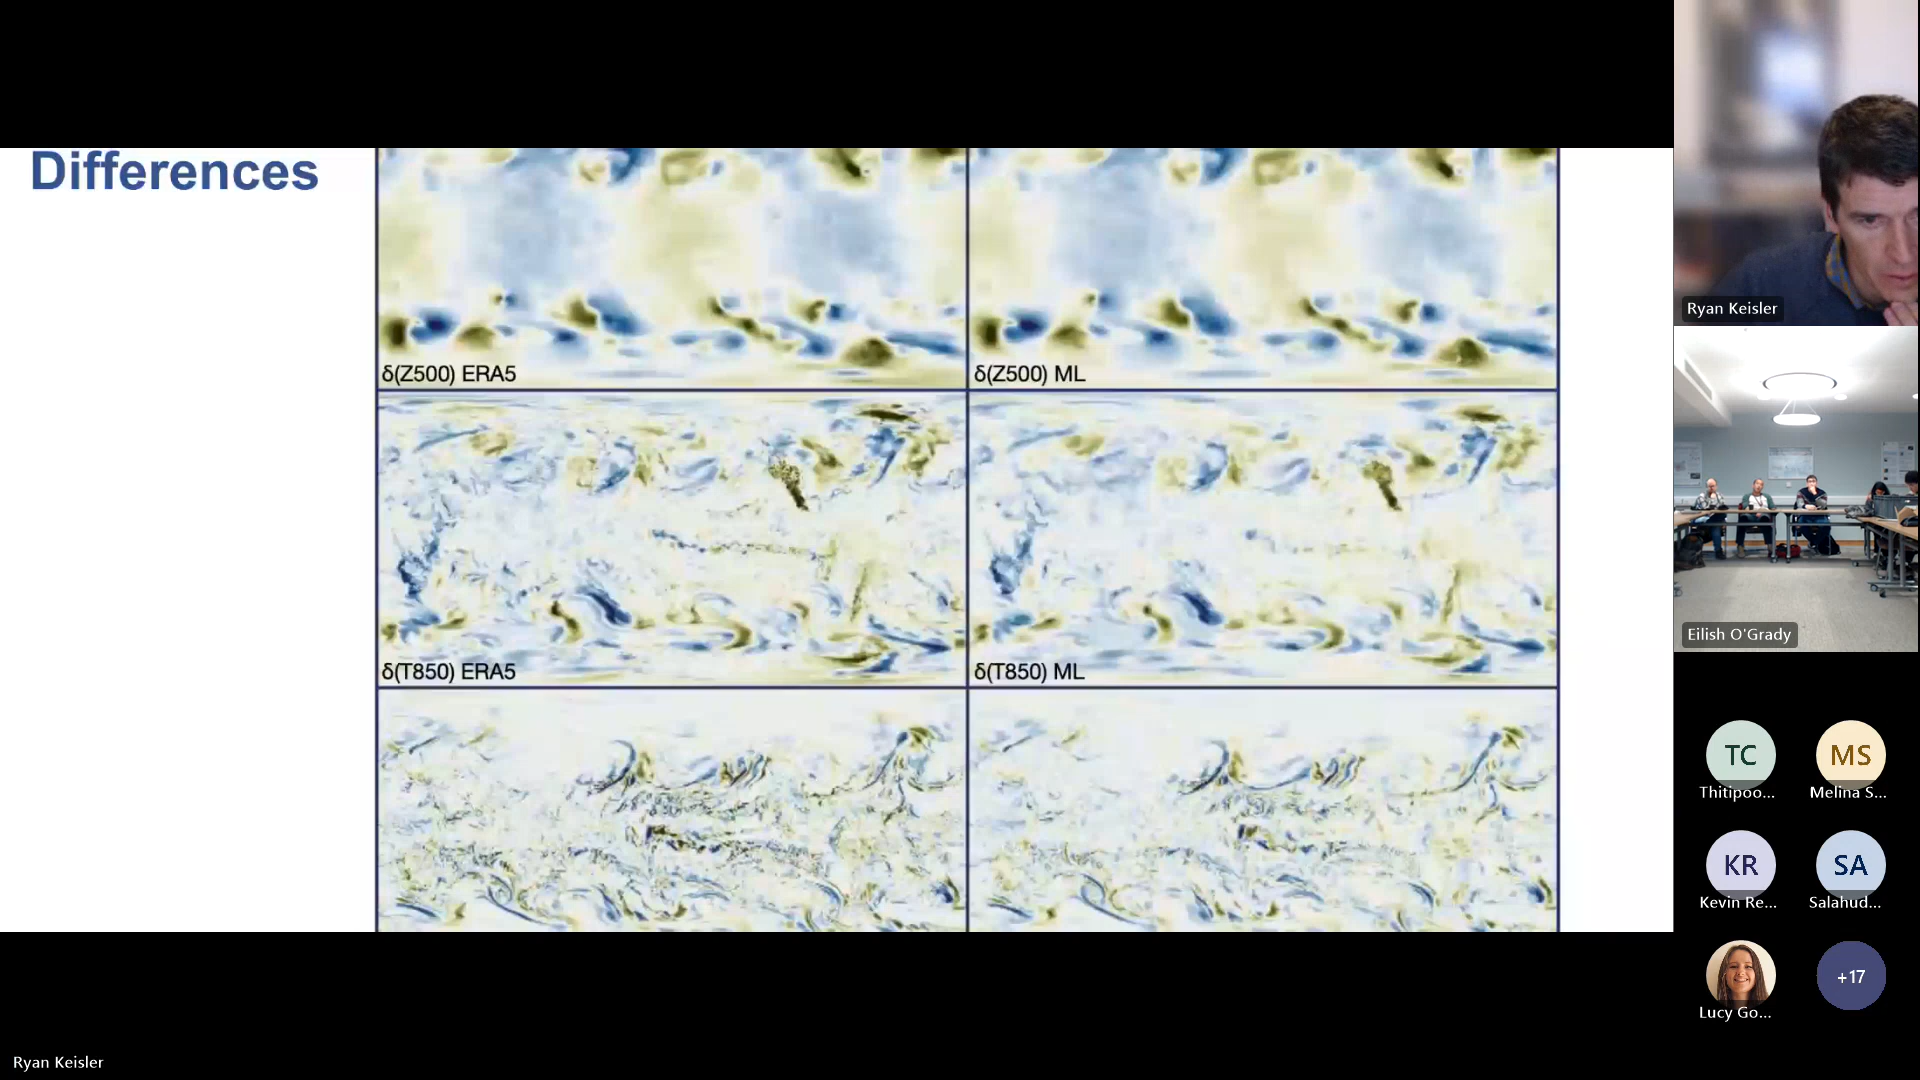 Differences
δ(Z500) ERA5
δ(Z500) ML
δ(T850) ERA5
δ(T850) ML
Ryan Keisler
Eilish O'Grady
TC
MS
Thitipoo...
Melina S...
KR
SA
Kevin Re...
Salahud...
+17
Lucy Go...
Ryan Keisler